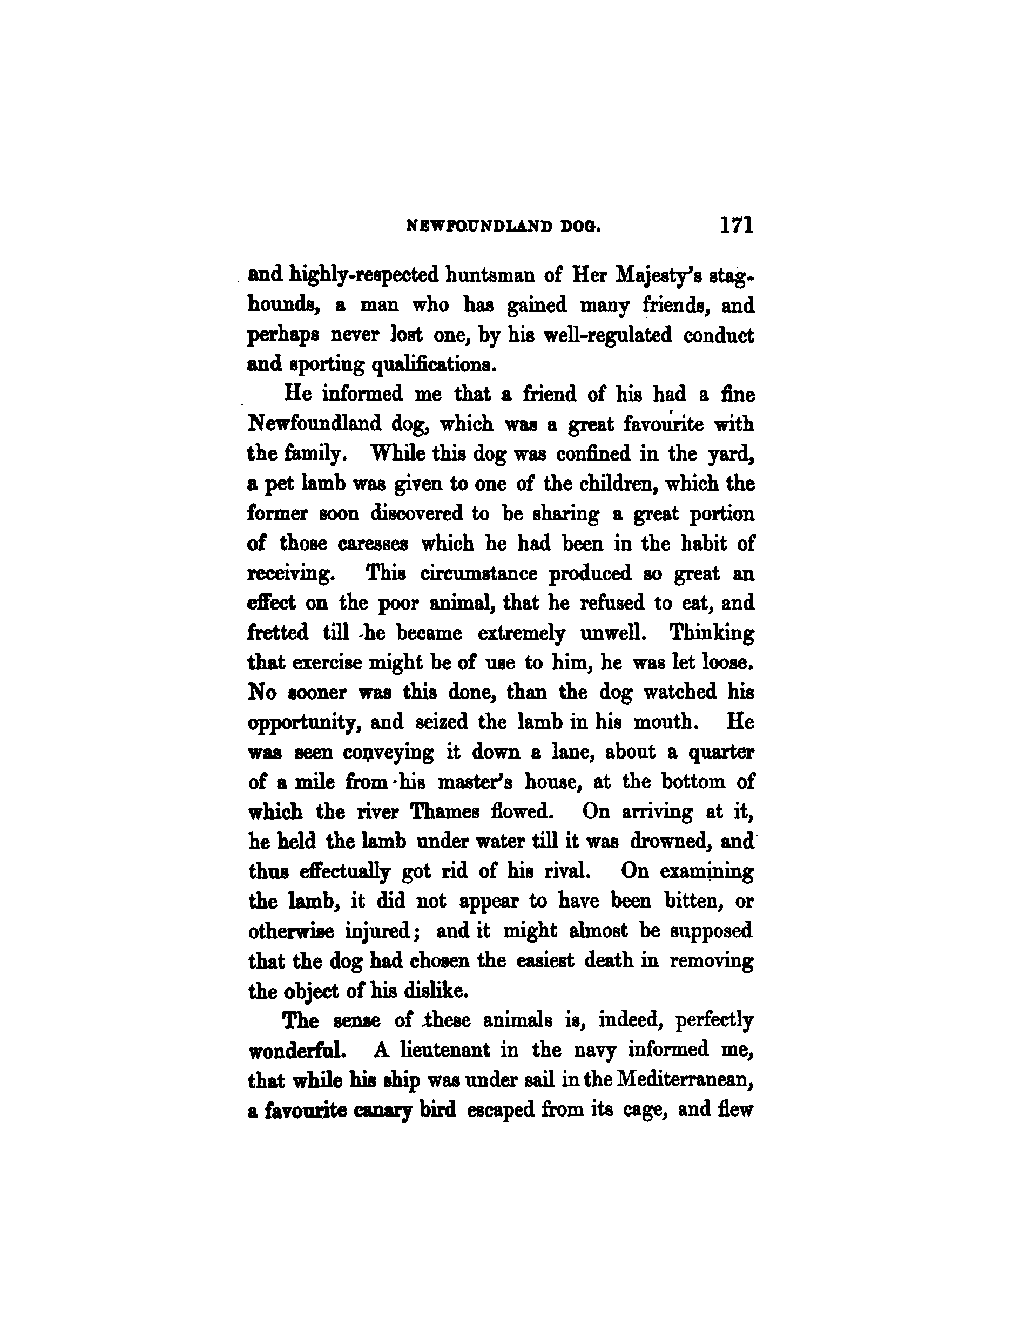 NEWFOUNDLAND DOG. 171
and highly-respected huntsman of Her Majesty's stag-
hounds, a man who has gained many friends, and
perhaps never lost one, by his well-regulated conduct
and sporting qualifications.
He informed me that a friend of his had a fine
Newfoundland dog, which was a great favourite with
the family. While this dog was confined in the yard,
a pet lamb was given to one of the children, which the
former soon discovered to be sharing a great portion
of those caresses which he had been in the habit of
receiving. This circumstance produced so great an
effect on the poor animal, that he refused to eat, and
fretted till he became extremely unwell. Thinking
that exercise might be of use to him, he was let loose.
No sooner was this done, than the dog watched his
opportunity, and seized the lamb in his mouth. He
was seen conveying it down a lane, about a quarter
of a mile from his master's house, at the bottom of
which the river Thames flowed. On arriving at it,
he held the lamb under water till it was drowned, and
thus effectually got rid of his rival. On examining
the lamb, it did not appear to have been bitten, or
otherwise injured; and it might almost be supposed
that the dog had chosen the easiest death in removing
the object of his dislike.
The sense of these animals is, indeed, perfectly
wonderful. A lieutenant in the navy informed me,
that while his ship was under sail in the Mediterranean,
a favourite canary bird escaped from its cage, and flew